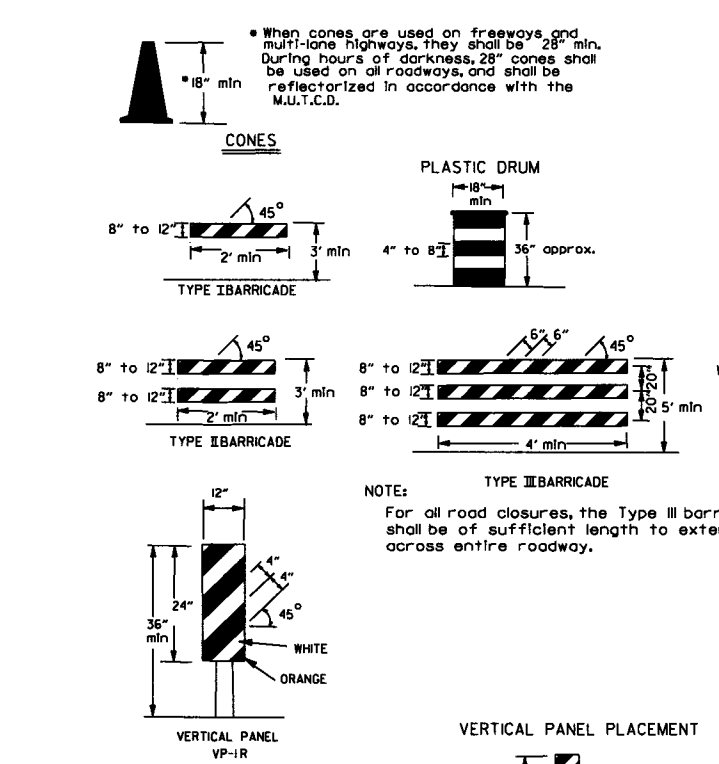 • When cones are used on freeways and
multi-lane highways, they shall be 28" min.
During hours of darkness, 28" cones shall
be used on all roadways, and shall be
reflectorized in accordance with the
M.U.T.C.D.
•18" min
CONES
PLASTIC DRUM
18"
min
4" to 8"
36" approx.
45°
8" to 12"
2' min
3' min
TYPE I BARRICADE
45°
8" to 12"
8" to 12"
2' min
3' min
TYPE II BARRICADE
6" 6"
45°
8" to 12"
8" to 12"
8" to 12"
20"
20"
5' min
4' min
TYPE III BARRICADE
NOTE:
For all road closures, the Type III barr
shall be of sufficient length to exte
across entire roadway.
12"
4"
4"
45°
24"
36"
min
WHITE
ORANGE
VERTICAL PANEL
VP-1R
VERTICAL PANEL PLACEMENT